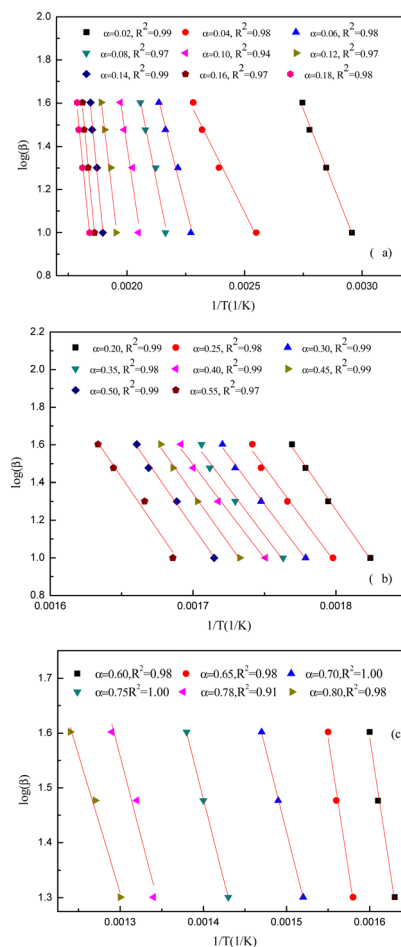 α=0.02, R²=0.99 α=0.04, R²=0.98 α=0.06, R²=0.98
α=0.08, R²=0.97 α=0.10, R²=0.94 α=0.12, R²=0.97
α=0.14, R²=0.99 α=0.16, R²=0.97 α=0.18, R²=0.98
2.0
1.8
1.6
1.4
1.2
1.0
0.8
log(β)
( a)
0.0020 0.0025 0.0030
1/T(1/K)
α=0.20, R²=0.99 α=0.25, R²=0.98 α=0.30, R²=0.99
α=0.35, R²=0.98 α=0.40, R²=0.99 α=0.45, R²=0.99
α=0.50, R²=0.99 α=0.55, R²=0.97
2.2
2.0
1.8
1.6
1.4
1.2
1.0
0.8
log(β)
( b)
0.0016 0.0017 0.0018
1/T(1/K)
α=0.60,R²=0.98 α=0.65,R²=0.98 α=0.70,R²=1.00
α=0.75R²=1.00 α=0.78,R²=0.91 α=0.80,R²=0.98
1.7
1.6
1.5
1.4
1.3
log(β)
(c
0.0013 0.0014 0.0015 0.0016
1/T(1/K)